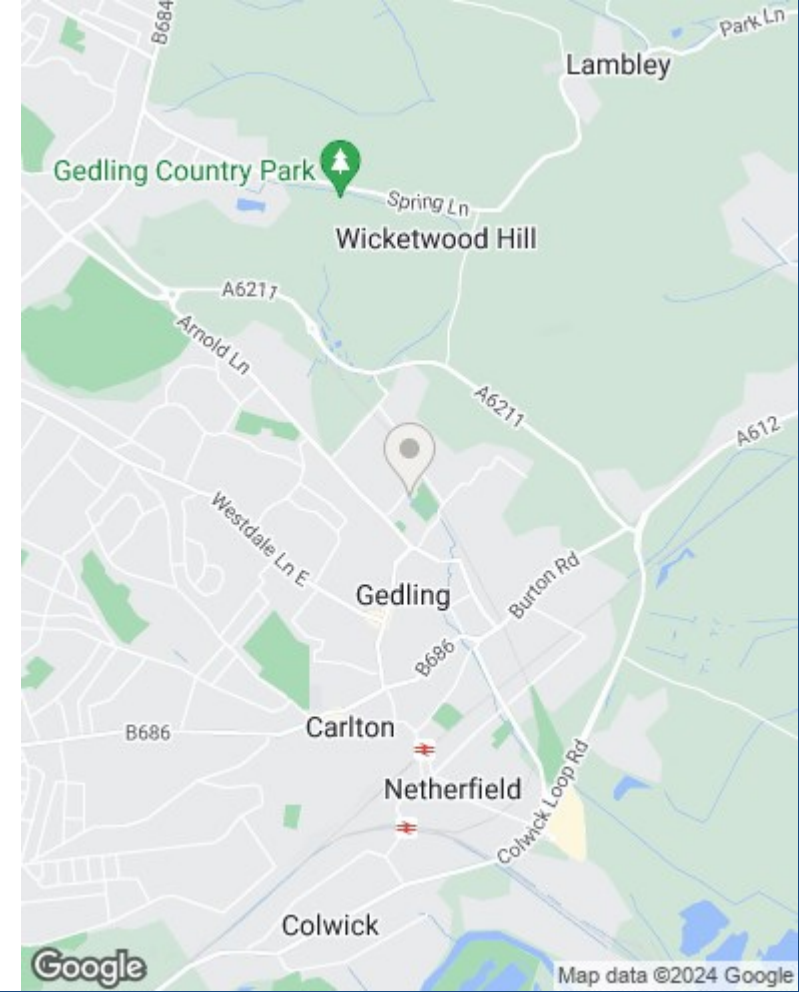 B684
Park Ln
Lambley
Gedling Country Park
Spring Ln
Wicketwood Hill
A6211
Arnold Ln
A6211
A612
Westdale Ln E
Burton Rd
Gedling
B686
Carlton
B686
Netherfield
Colwick Loop Rd
Colwick
Google
Map data ©2024 Google